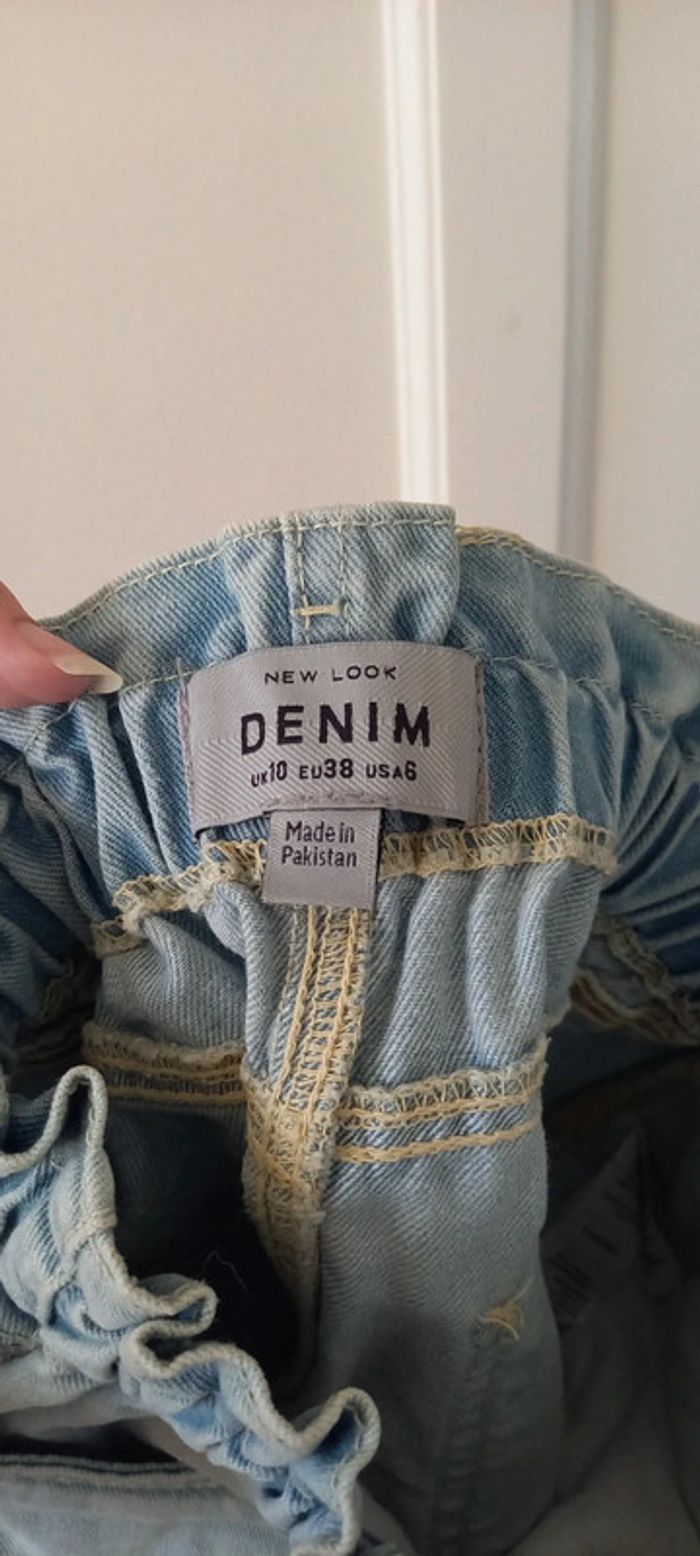 NEW LOOK
DENIM
UK10 EU38 USA6
Made in
Pakistan